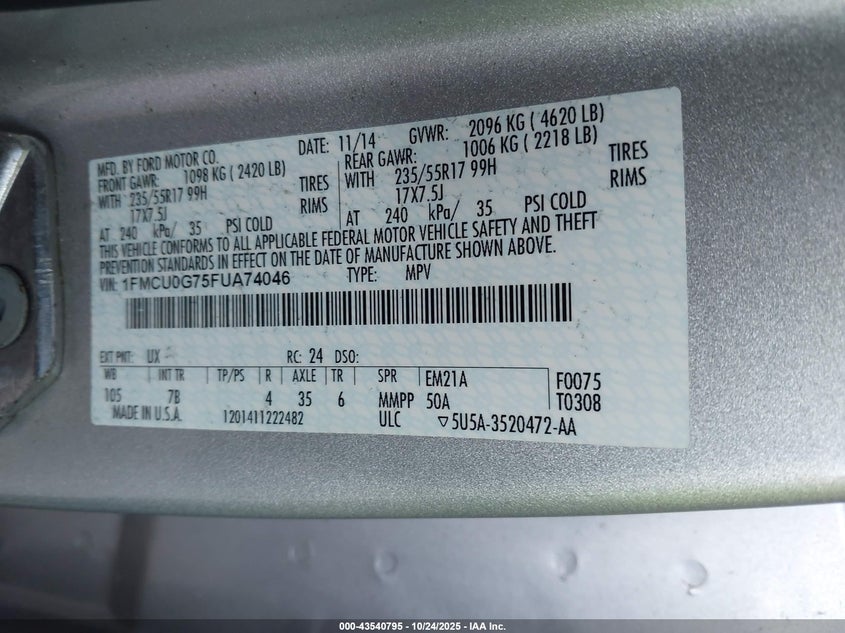 MFD. BY FORD MOTOR CO. DATE: 11/14 GVWR: 2096 KG ( 4620 LB)
FRONT GAWR: 1098 KG ( 2420 LB) REAR GAWR: 1006 KG ( 2218 LB)
WITH 235/55R17 99H TIRES WITH 235/55R17 99H TIRES
17X7.5J RIMS 17X7.5J RIMS
AT 240 kPa/ 35 PSI COLD AT 240 kPa/ 35 PSI COLD
THIS VEHICLE CONFORMS TO ALL APPLICABLE FEDERAL MOTOR VEHICLE SAFETY AND THEFT
PREVENTION STANDARDS IN EFFECT ON THE DATE OF MANUFACTURE SHOWN ABOVE.
VIN: 1FMCU0G75FUA74046 TYPE: MPV
EXT PNT: UX RC: 24 DSO:
WB INT TR TP/PS R AXLE TR SPR EM21A F0075
105 7B 4 35 6 MMPP 50A T0308
MADE IN U.S.A. 1201411222482 ULC ▽5U5A-3520472-AA
000-43540795 - 10/24/2025 - IAA Inc.